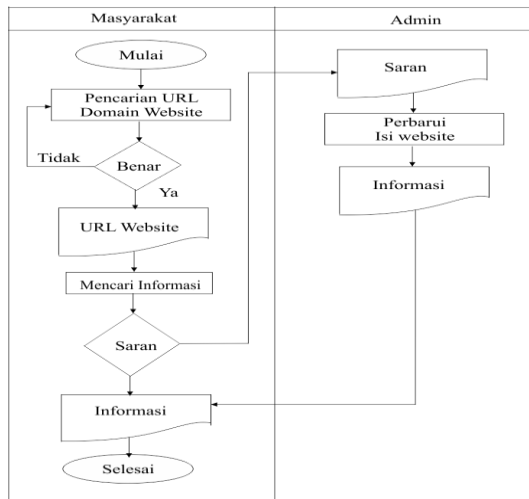 Masyarakat
Admin
Mulai
Pencarian URL
Domain Website
Tidak
Benar
Ya
URL Website
Mencari Informasi
Saran
Informasi
Selesai
Saran
Perbarui
Isi website
Informasi